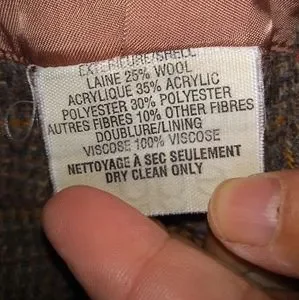 EXTERIEURE/SHELL
LAINE 25% WOOL
ACRYLIQUE 35% ACRYLIC
POLYESTER 30% POLYESTER
AUTRES FIBRES 10% OTHER FIBRES
DOUBLURE/LINING
VISCOSE 100% VISCOSE
NETTOYAGE À SEC SEULEMENT
DRY CLEAN ONLY